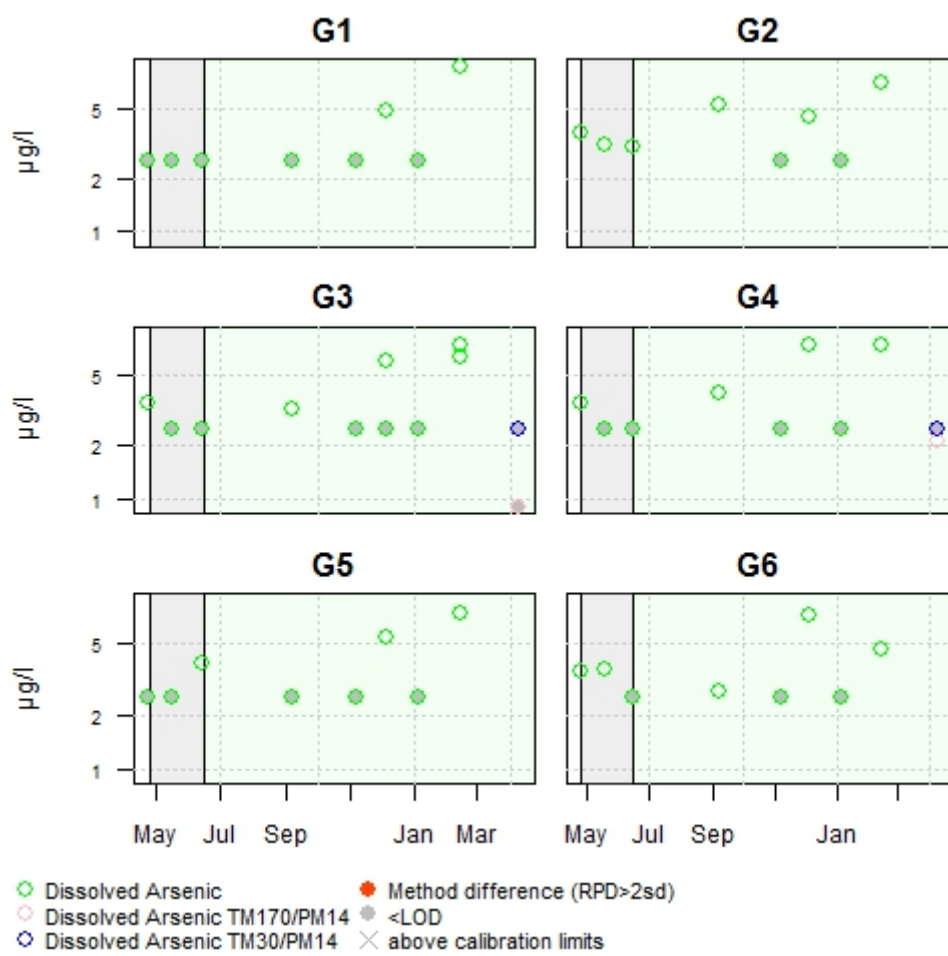 G1
G2
µg/l
5
2
1
G3
G4
µg/l
5
2
1
G5
G6
µg/l
5
2
1
May Jul Sep Jan Mar
May Jul Sep Jan
Dissolved Arsenic
Dissolved Arsenic TM170/PM14
Dissolved Arsenic TM30/PM14
Method difference (RPD>2sd)
<LOD
above calibration limits